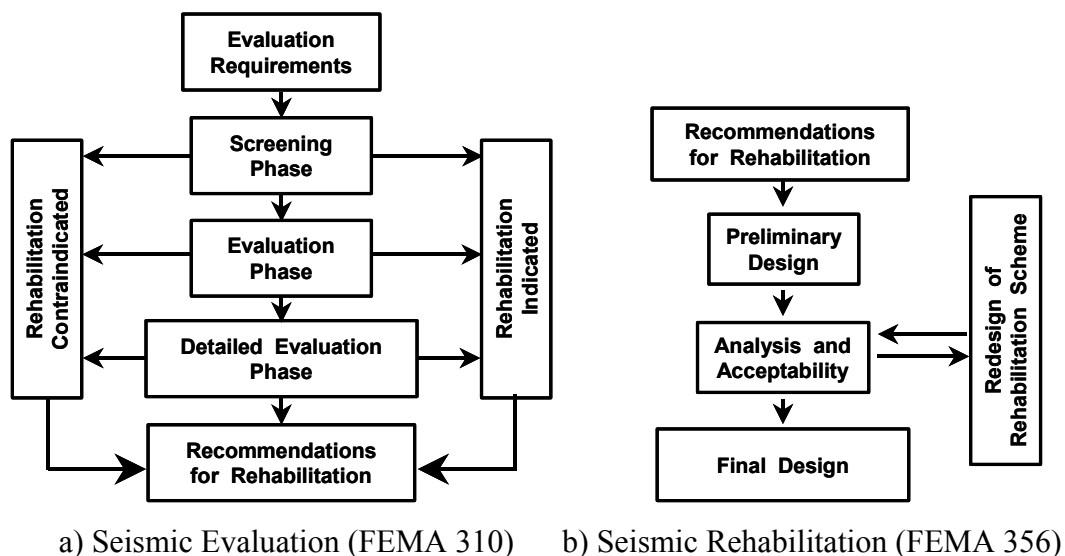 Evaluation
Requirements
Screening
Phase
Rehabilitation
Contraindicated
Evaluation
Phase
Rehabilitation
Indicated
Detailed Evaluation
Phase
Recommendations
for Rehabilitation
a) Seismic Evaluation (FEMA 310)
Recommendations
for Rehabilitation
Preliminary
Design
Analysis and
Acceptability
Redesign of
Rehabilitation Scheme
Final Design
b) Seismic Rehabilitation (FEMA 356)